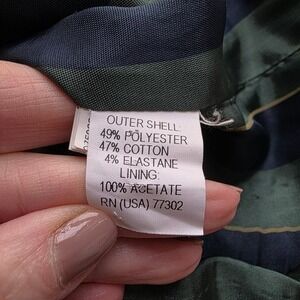 OUTER SHELL:
49% POLYESTER
47% COTTON
4% ELASTANE
LINING:
100% ACETATE
RN (USA) 77302